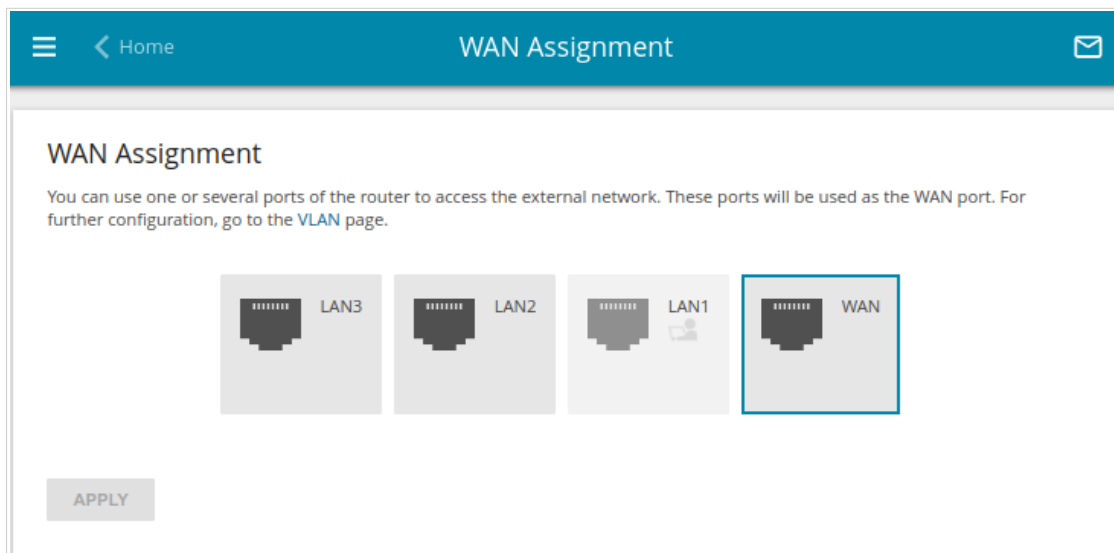 Home
WAN Assignment
WAN Assignment
You can use one or several ports of the router to access the external network. These ports will be used as the WAN port. For
further configuration, go to the VLAN page.
LAN3
LAN2
LAN1
WAN
APPLY